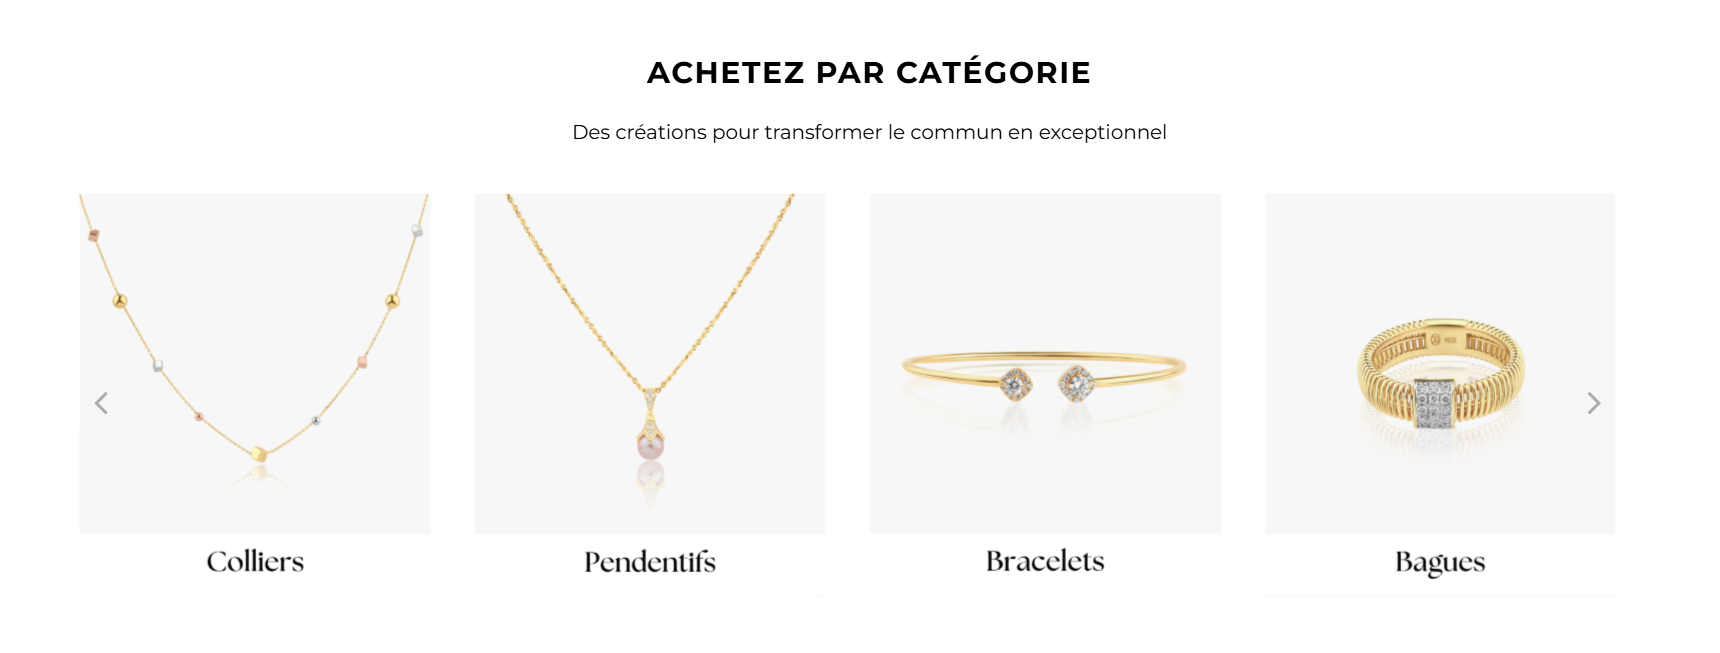 ACHETEZ PAR CATÉGORIE
Des créations pour transformer le commun en exceptionnel
Colliers
Pendentifs
Bracelets
Bagues